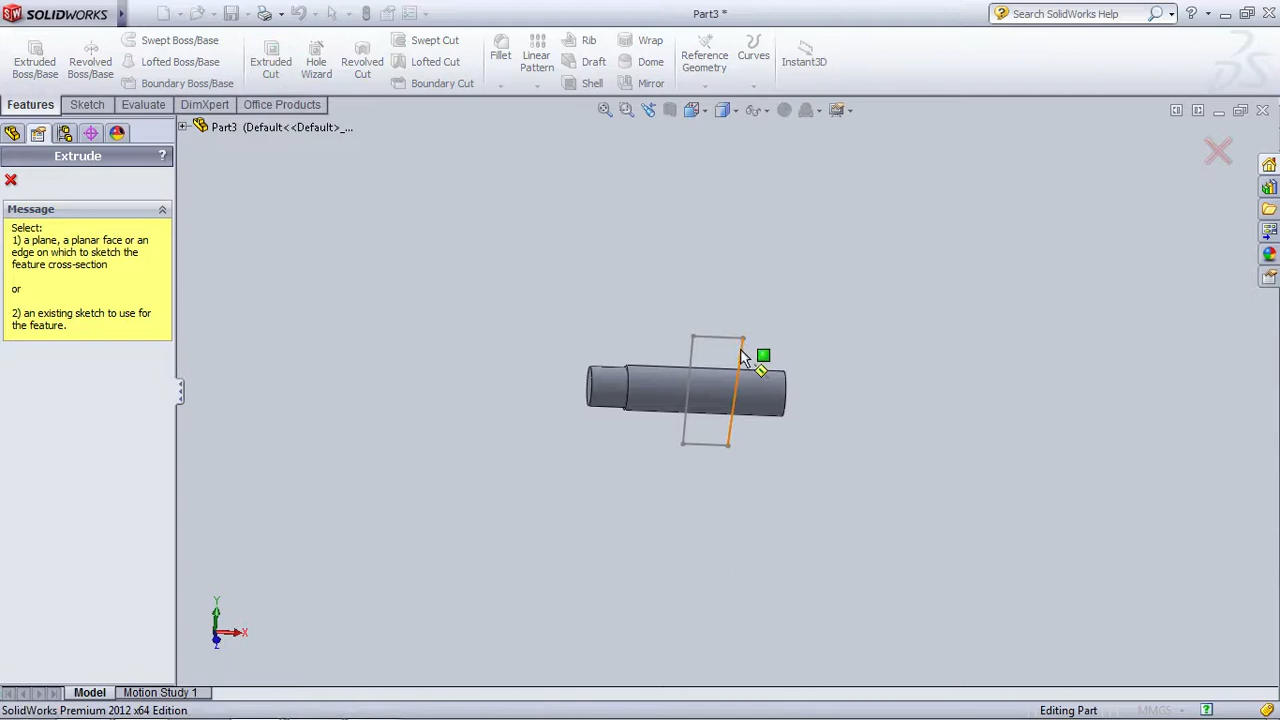 SW SOLIDWORKS
Part3 *
Search SolidWorks Help
Extruded Boss/Base
Revolved Boss/Base
Swept Boss/Base
Lofted Boss/Base
Boundary Boss/Base
Extruded Cut
Hole Wizard
Revolved Cut
Swept Cut
Lofted Cut
Boundary Cut
Fillet
Linear Pattern
Rib
Draft
Shell
Wrap
Dome
Mirror
Reference Geometry
Curves
Instant3D
Features
Sketch
Evaluate
DimXpert
Office Products
Part3 (Default<<Default>_...
Extrude
?
Message
Select:
1) a plane, a planar face or an
edge on which to sketch the
feature cross-section
or
2) an existing sketch to use for
the feature.
Y
X
Z
Model
Motion Study 1
SolidWorks Premium 2012 x64 Edition
Editing Part
MMGS